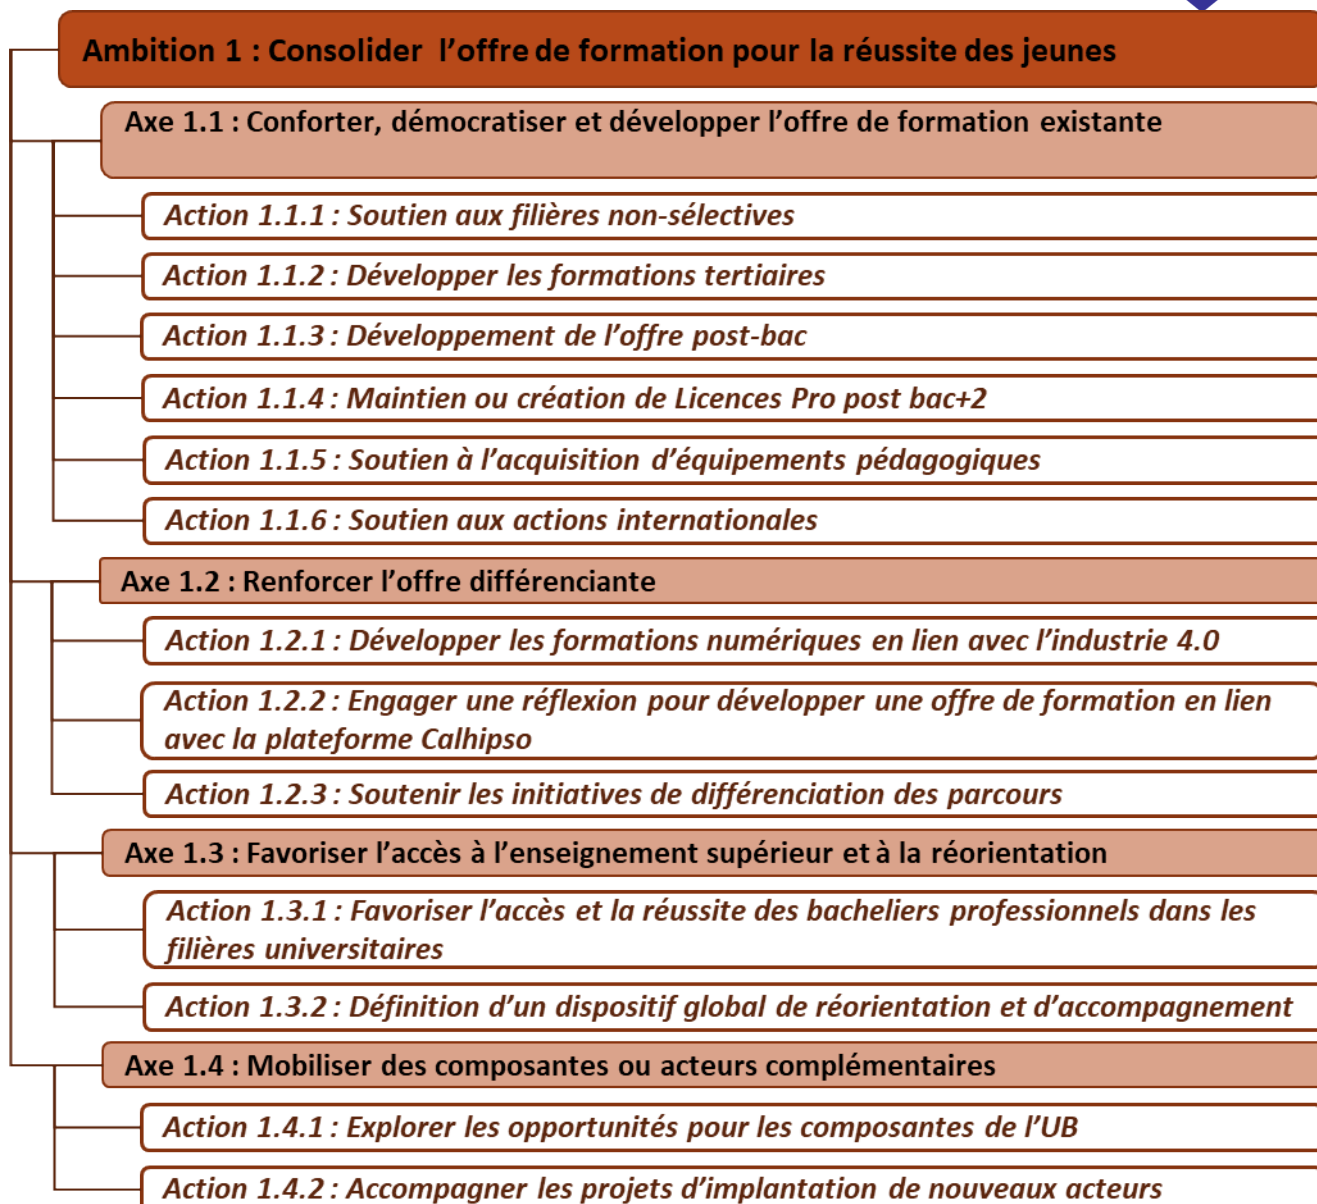 Ambition 1 : Consolider l’offre de formation pour la réussite des jeunes
Axe 1.1 : Conforter, démocratiser et développer l’offre de formation existante
Action 1.1.1 : Soutien aux filières non-sélectives
Action 1.1.2 : Développer les formations tertiaires
Action 1.1.3 : Développement de l’offre post-bac
Action 1.1.4 : Maintien ou création de Licences Pro post bac+2
Action 1.1.5 : Soutien à l’acquisition d’équipements pédagogiques
Action 1.1.6 : Soutien aux actions internationales
Axe 1.2 : Renforcer l’offre différenciante
Action 1.2.1 : Développer les formations numériques en lien avec l’industrie 4.0
Action 1.2.2 : Engager une réflexion pour développer une offre de formation en lien
avec la plateforme Calhipso
Action 1.2.3 : Soutenir les initiatives de différenciation des parcours
Axe 1.3 : Favoriser l’accès à l’enseignement supérieur et à la réorientation
Action 1.3.1 : Favoriser l’accès et la réussite des bacheliers professionnels dans les
filières universitaires
Action 1.3.2 : Définition d’un dispositif global de réorientation et d’accompagnement
Axe 1.4 : Mobiliser des composantes ou acteurs complémentaires
Action 1.4.1 : Explorer les opportunités pour les composantes de l’UB
Action 1.4.2 : Accompagner les projets d’implantation de nouveaux acteurs